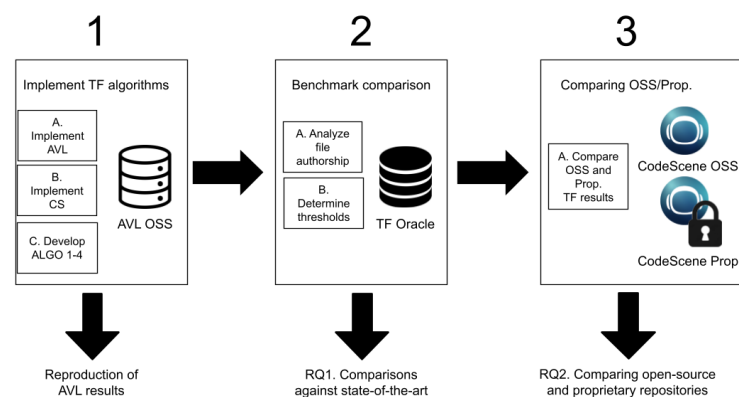 1
Implement TF algorithms
A.
Implement
AVL
B.
Implement
CS
C. Develop
ALGO 1-4
AVL OSS
Reproduction of
AVL results
2
Benchmark comparison
A. Analyze
file
authorship
B.
Determine
thresholds
TF Oracle
RQ1. Comparisons
against state-of-the-art
3
Comparing OSS/Prop.
A. Compare
OSS and
Prop.
TF results
CodeScene OSS
CodeScene Prop
RQ2. Comparing open-source
and proprietary repositories